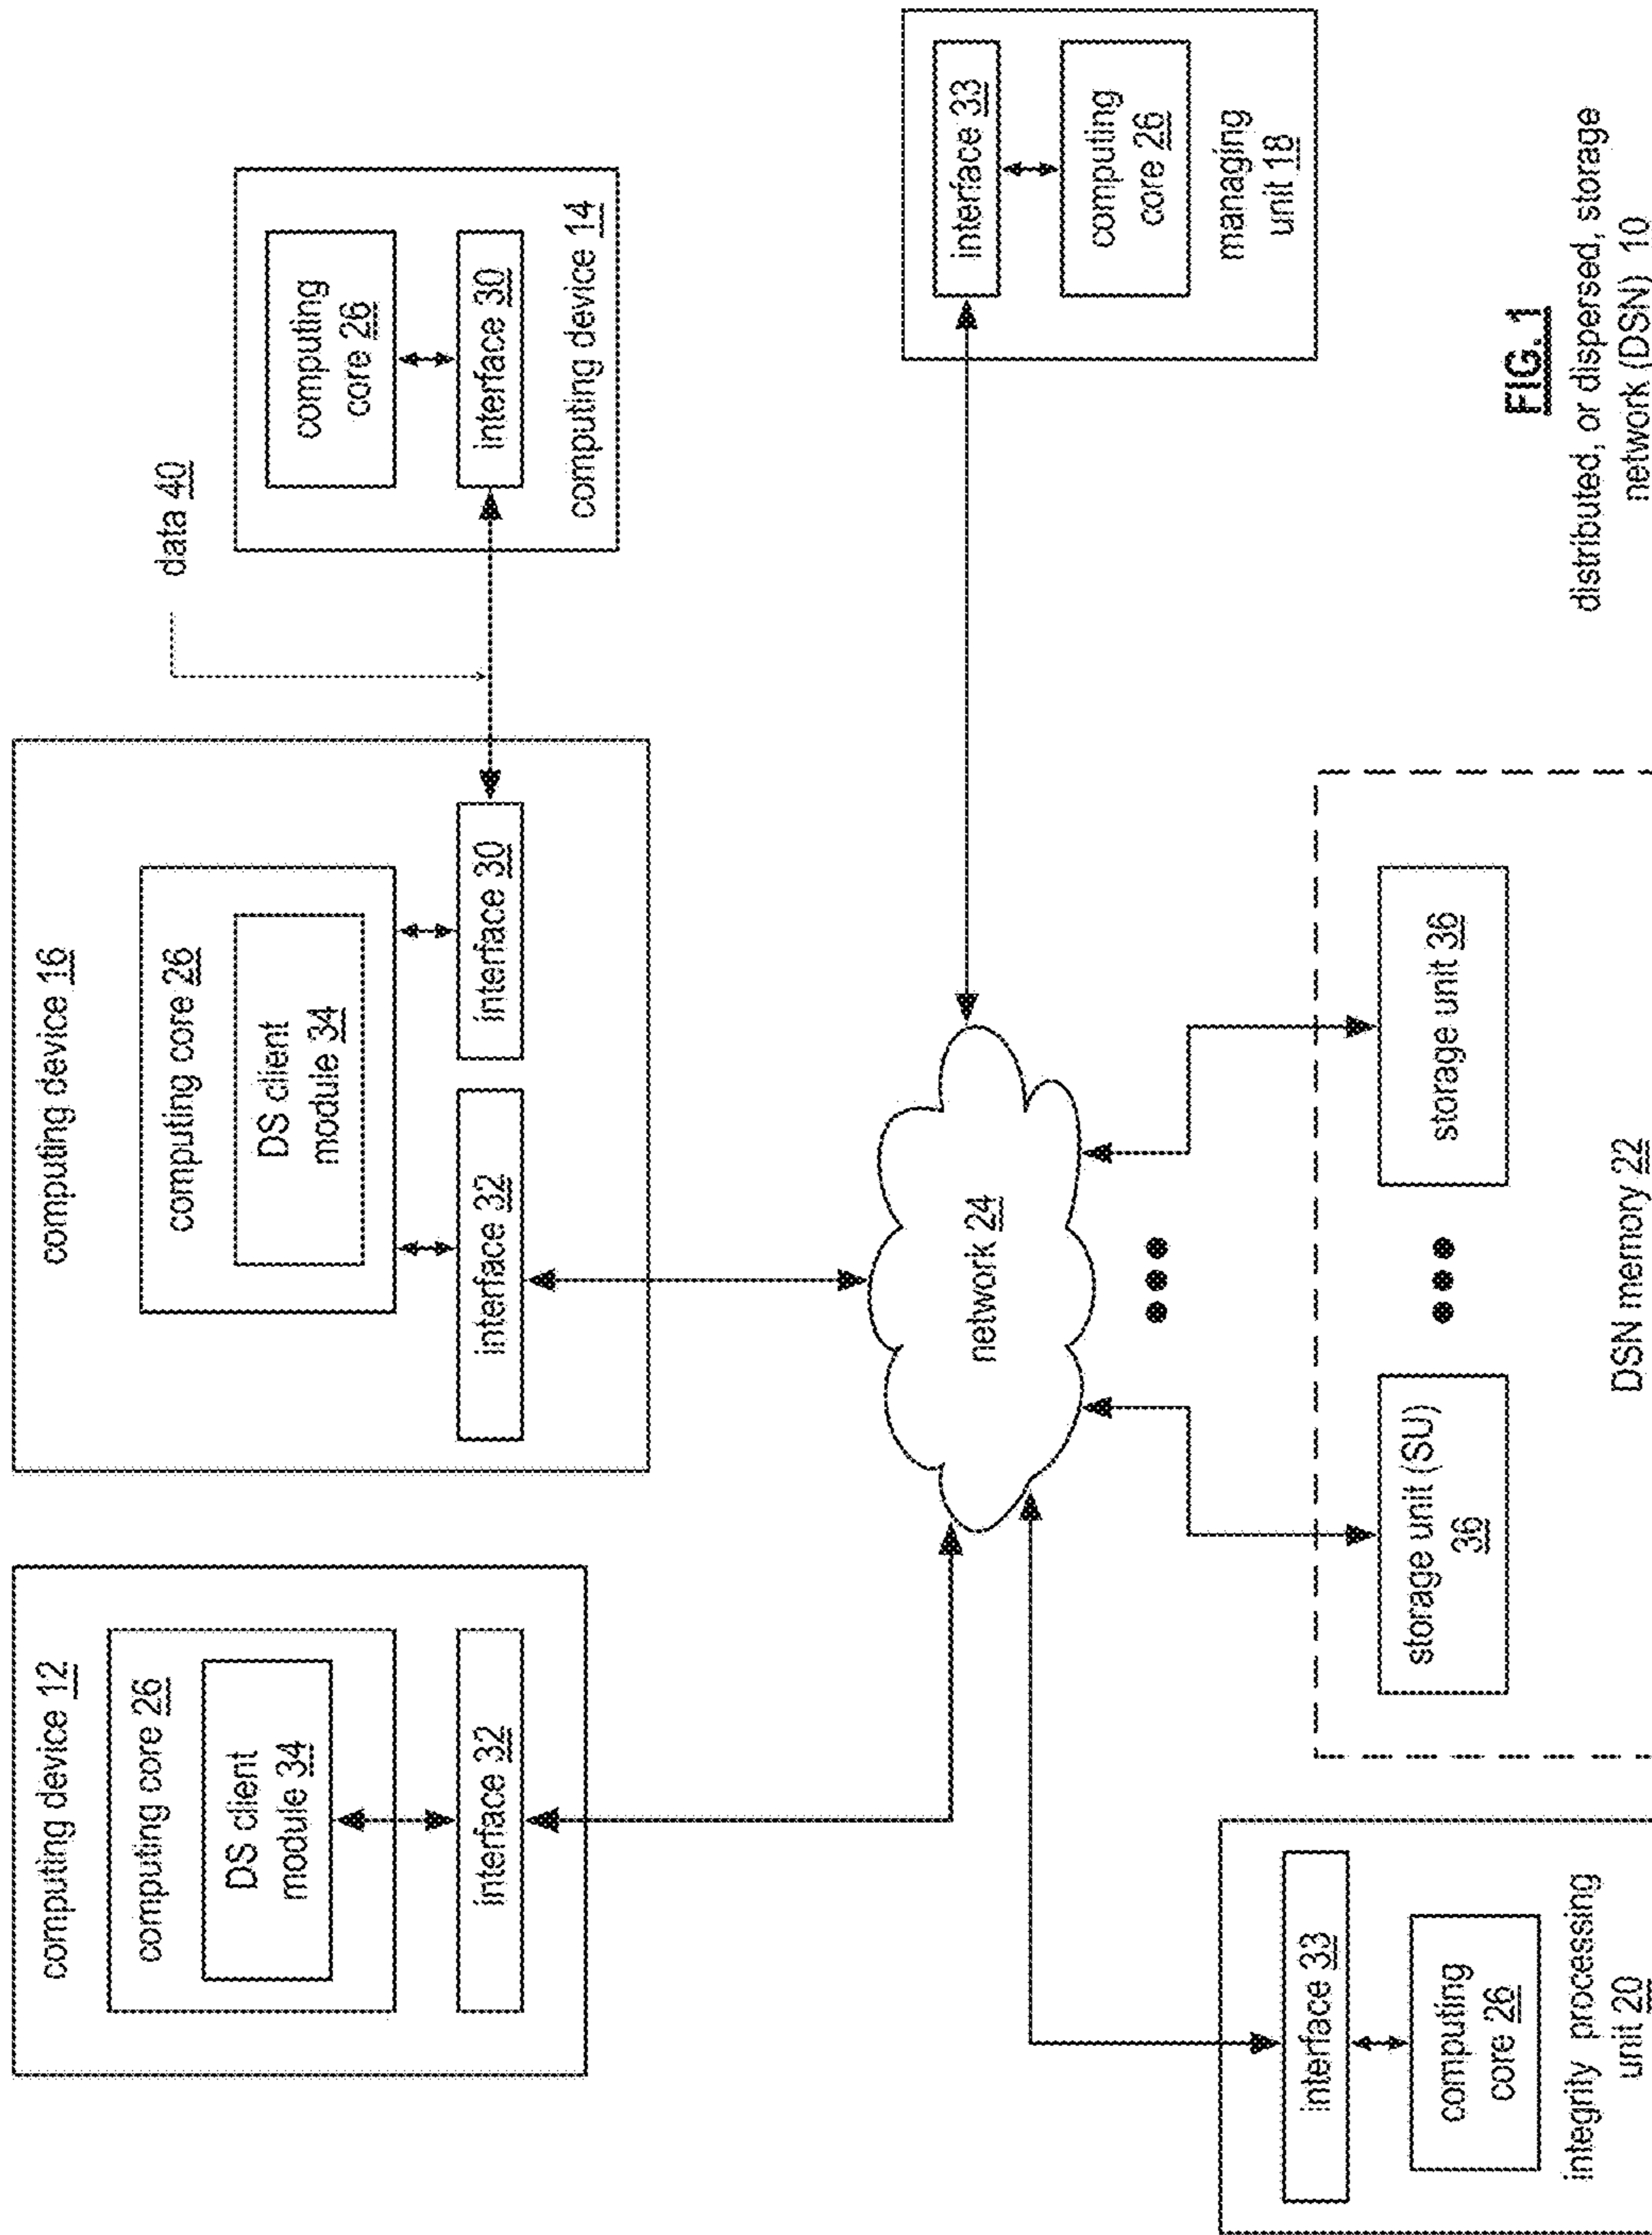 computing device 12
computing core 26
DS client
module 34
interface 32
computing device 16
computing core 26
DS client
module 34
interface 32
interface 30
data 40
computing
core 26
interface 30
computing device 14
network 24
interface 33
computing
core 26
managing
unit 18
interface 33
computing
core 26
integrity processing
unit 20
storage unit (SU)
36
storage unit 36
DSN memory 22
FIG. 1
distributed, or dispersed, storage
network (DSN) 10